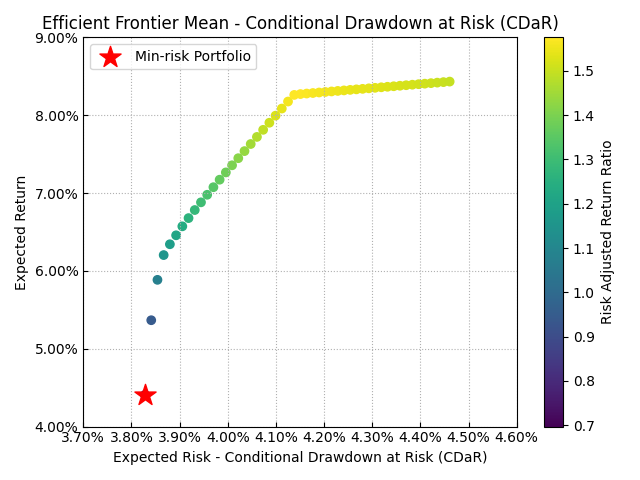 Efficient Frontier Mean - Conditional Drawdown at Risk (CDaR)
Min-risk Portfolio
9.00%
8.00%
7.00%
6.00%
5.00%
4.00%
Expected Return
3.70% 3.80% 3.90% 4.00% 4.10% 4.20% 4.30% 4.40% 4.50% 4.60%
Expected Risk - Conditional Drawdown at Risk (CDaR)
1.5
1.4
1.3
1.2
1.1
1.0
0.9
0.8
0.7
Risk Adjusted Return Ratio